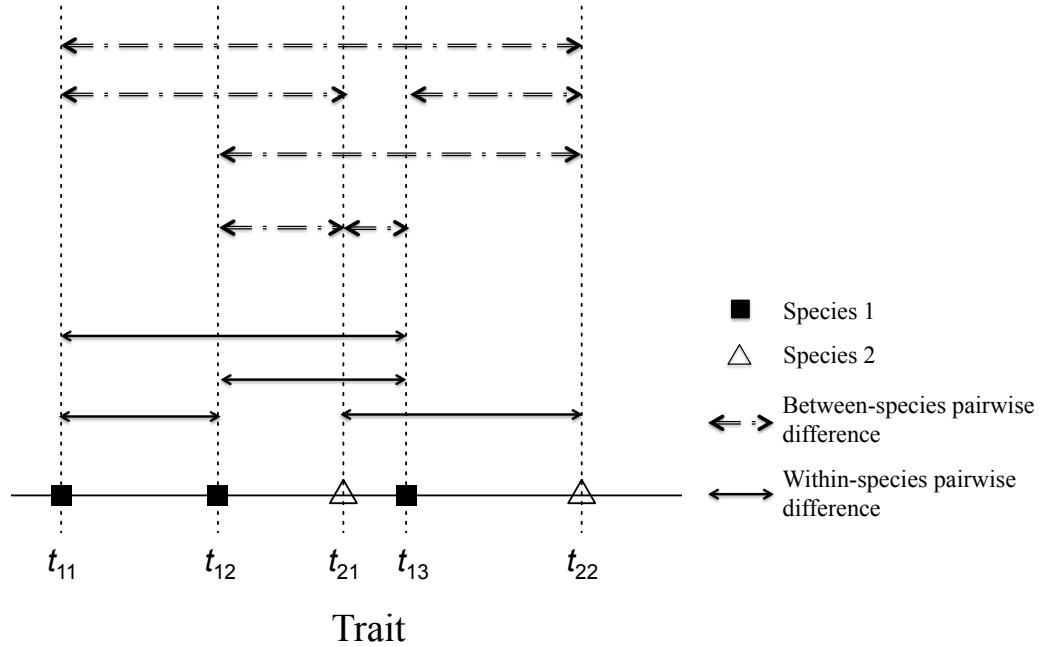 Species 1
Species 2
Between-species pairwise
difference
Within-species pairwise
difference
t₁₁ t₁₂ t₂₁ t₁₃ t₂₂
Trait